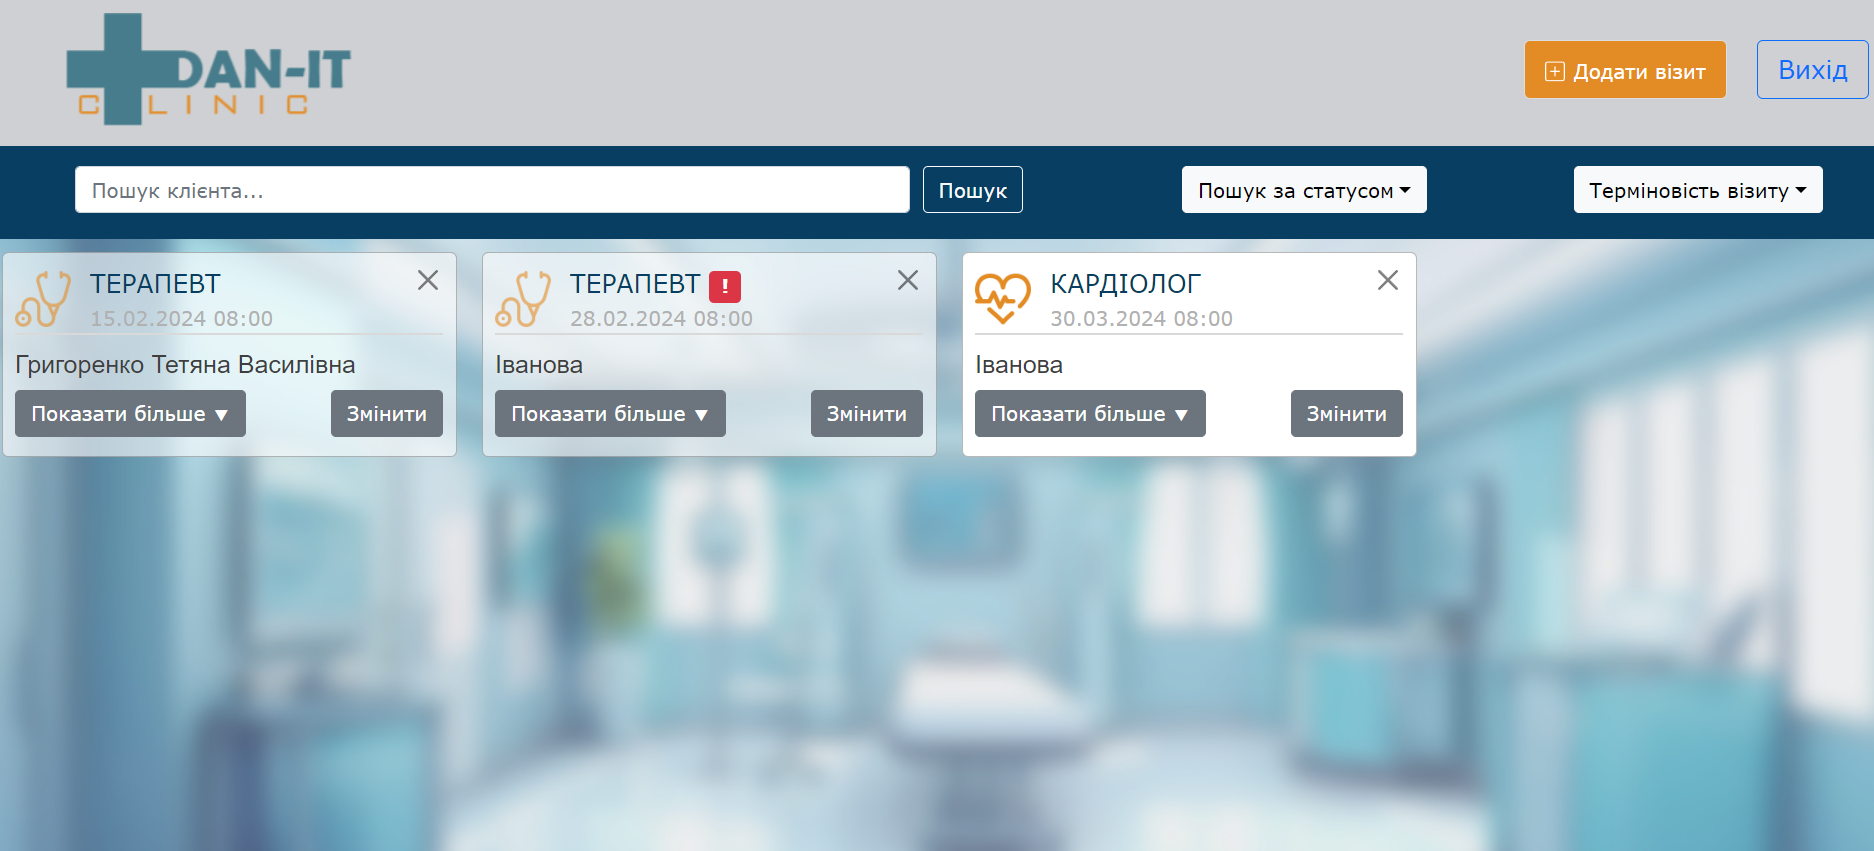 DAN-IT
CLINIC
Додати візит
Вихід
Пошук клієнта...
Пошук
Пошук за статусом
Терміновість візиту
ТЕРАПЕВТ
15.02.2024 08:00
Григоренко Тетяна Василівна
Показати більше ▼
Змінити
ТЕРАПЕВТ !
28.02.2024 08:00
Іванова
Показати більше ▼
Змінити
КАРДІОЛОГ
30.03.2024 08:00
Іванова
Показати більше ▼
Змінити